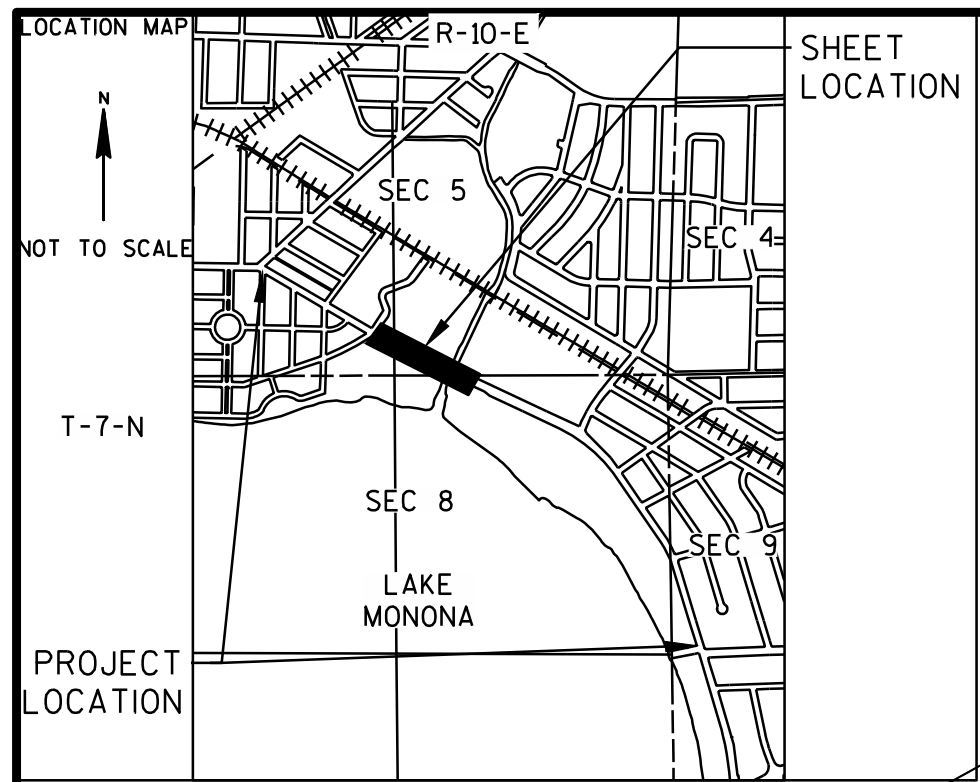 LOCATION MAP
R-10-E
SHEET
LOCATION
N
SEC 5
SEC 4
NOT TO SCALE
T-7-N
SEC 8
SEC 9
LAKE
MONONA
PROJECT
LOCATION